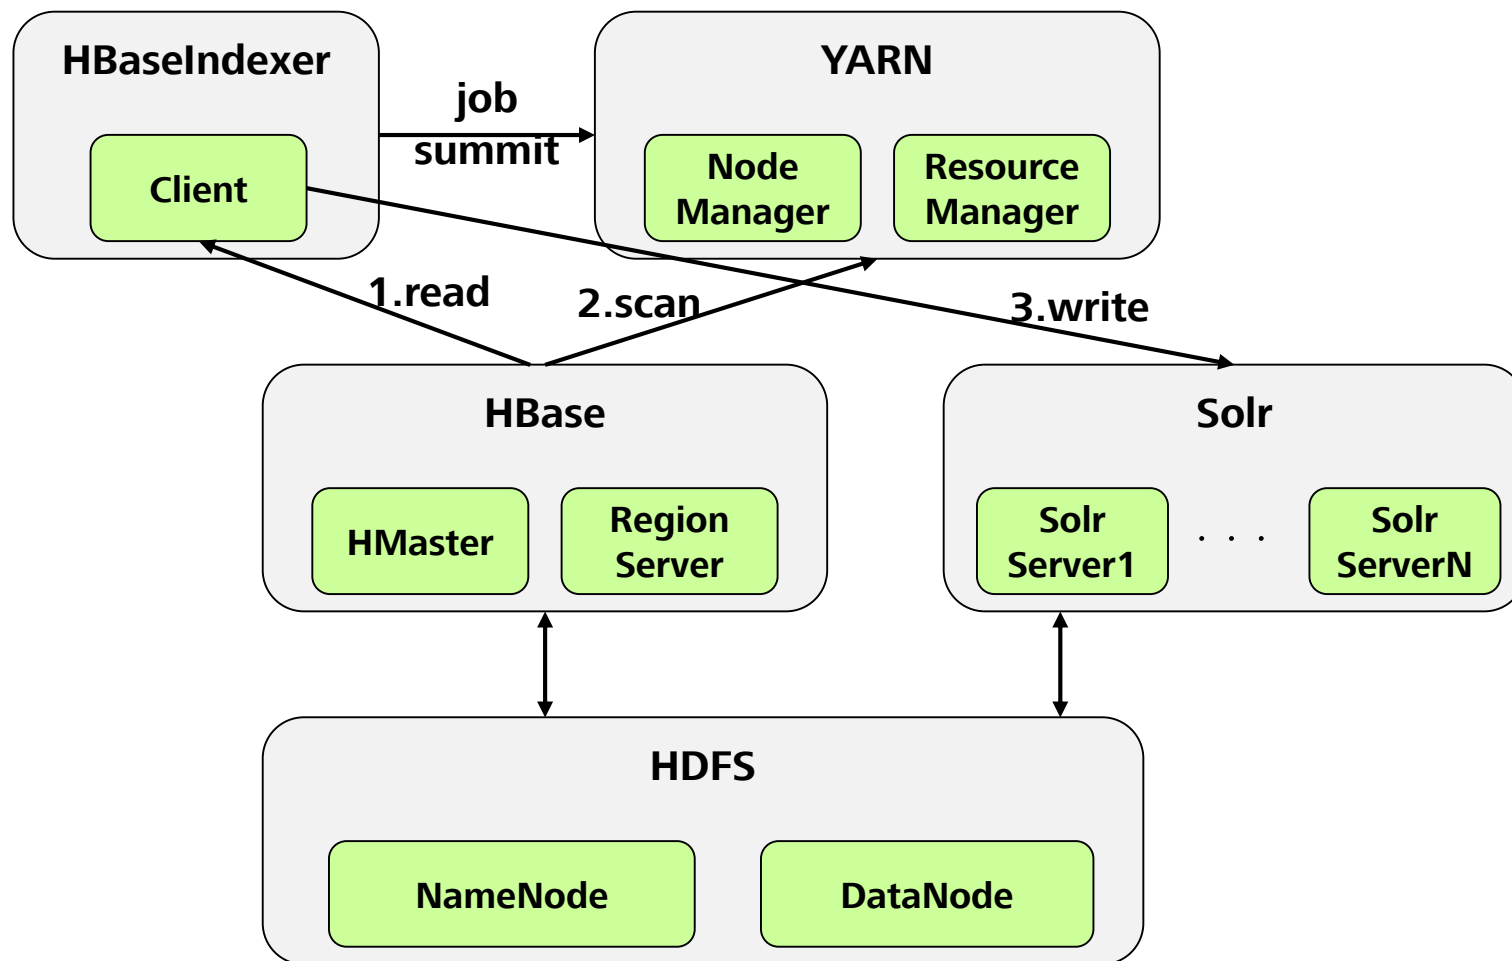 HBaseIndexer
YARN
job
summit
Client
Node
Manager
Resource
Manager
1.read
2.scan
3.write
HBase
Solr
HMaster
Region
Server
Solr
Server1
. . .
Solr
ServerN
HDFS
NameNode
DataNode